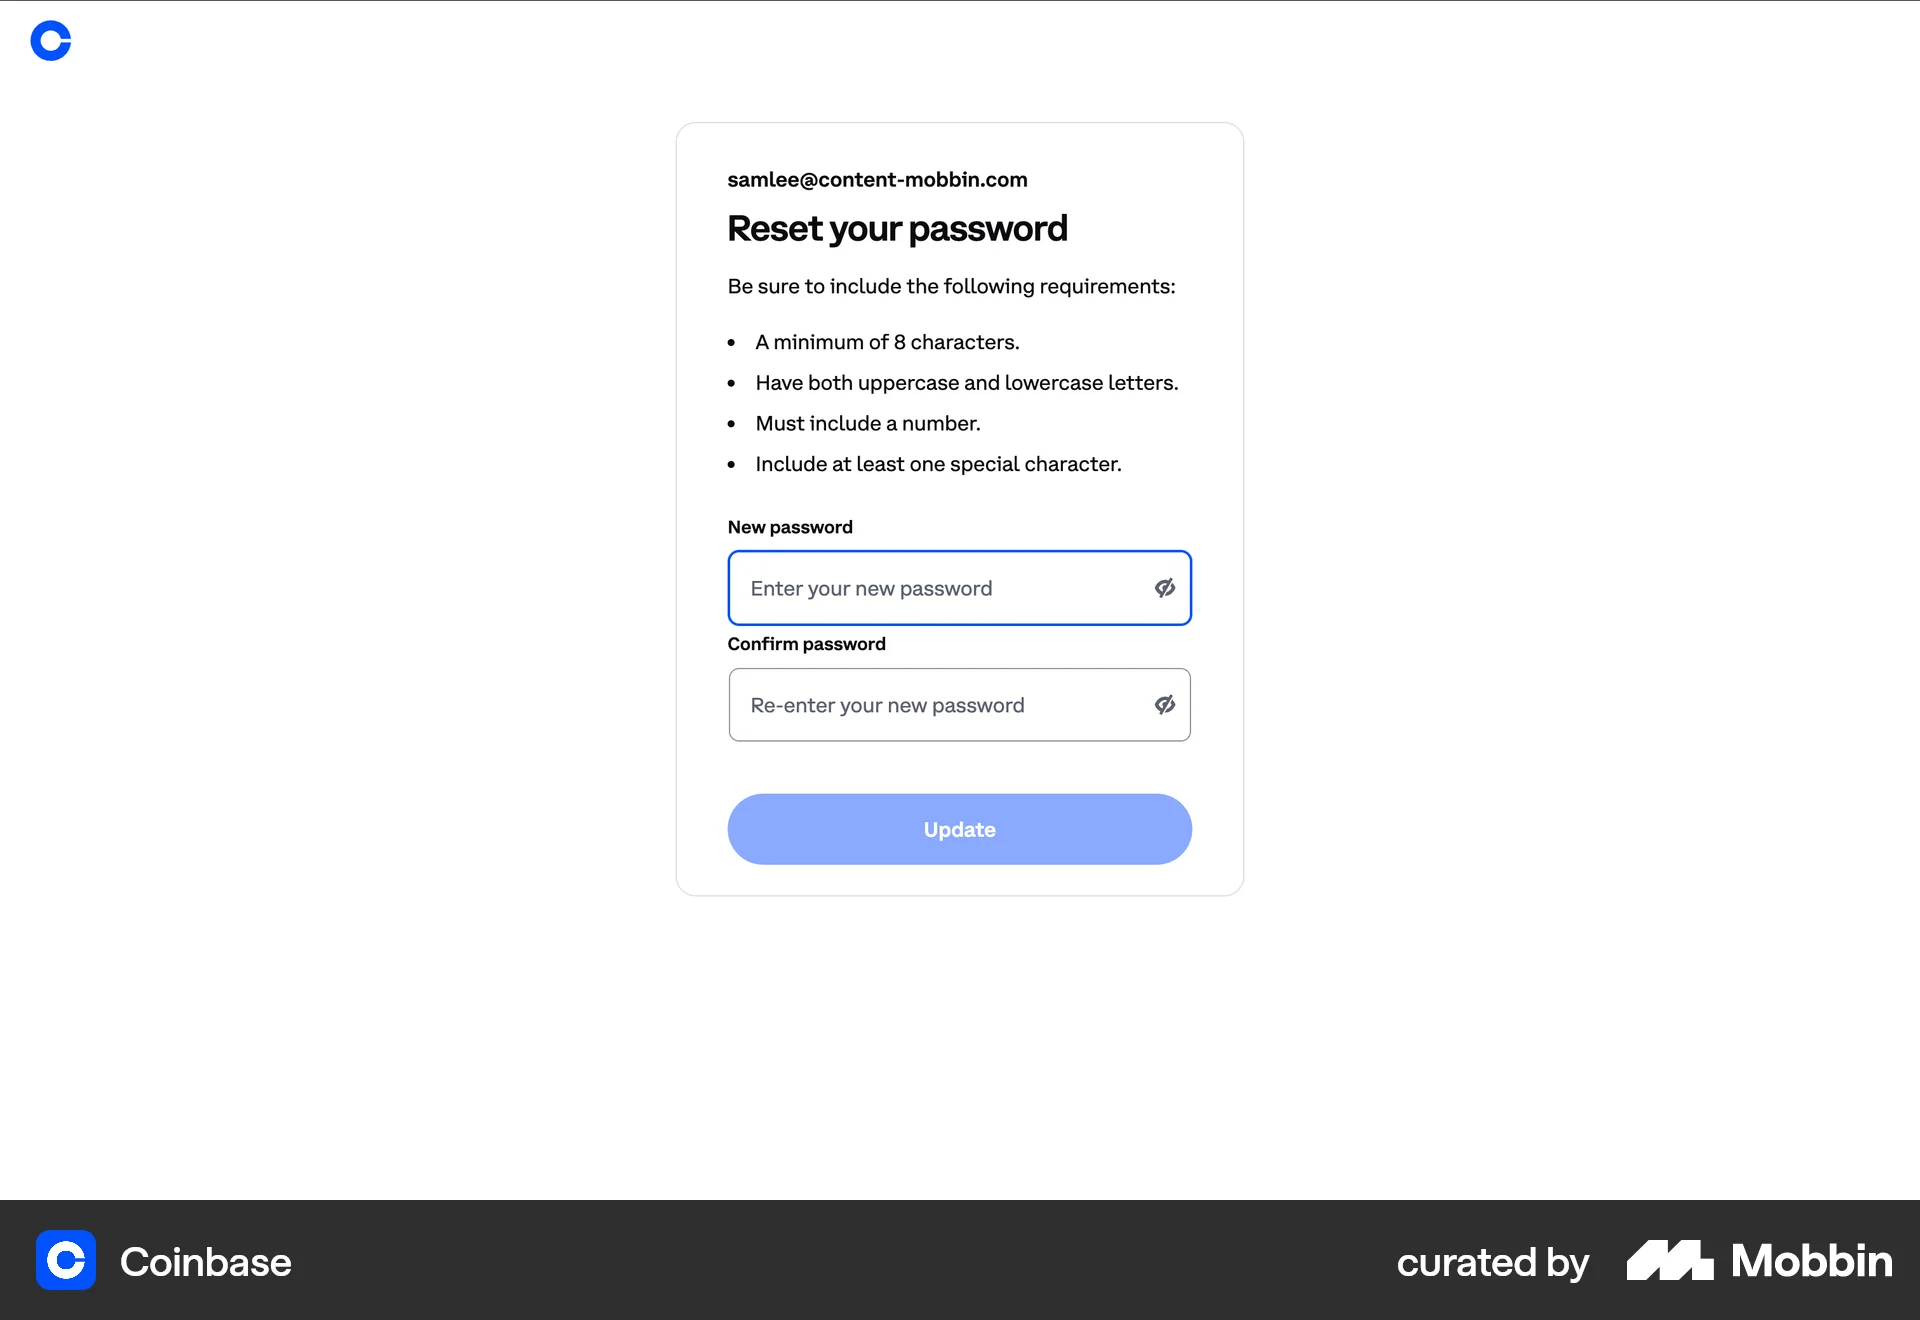 samlee@content-mobbin.com
Reset your password
Be sure to include the following requirements:
• A minimum of 8 characters.
• Have both uppercase and lowercase letters.
• Must include a number.
• Include at least one special character.
New password
Enter your new password
Confirm password
Re-enter your new password
Update
Coinbase
curated by Mobbin